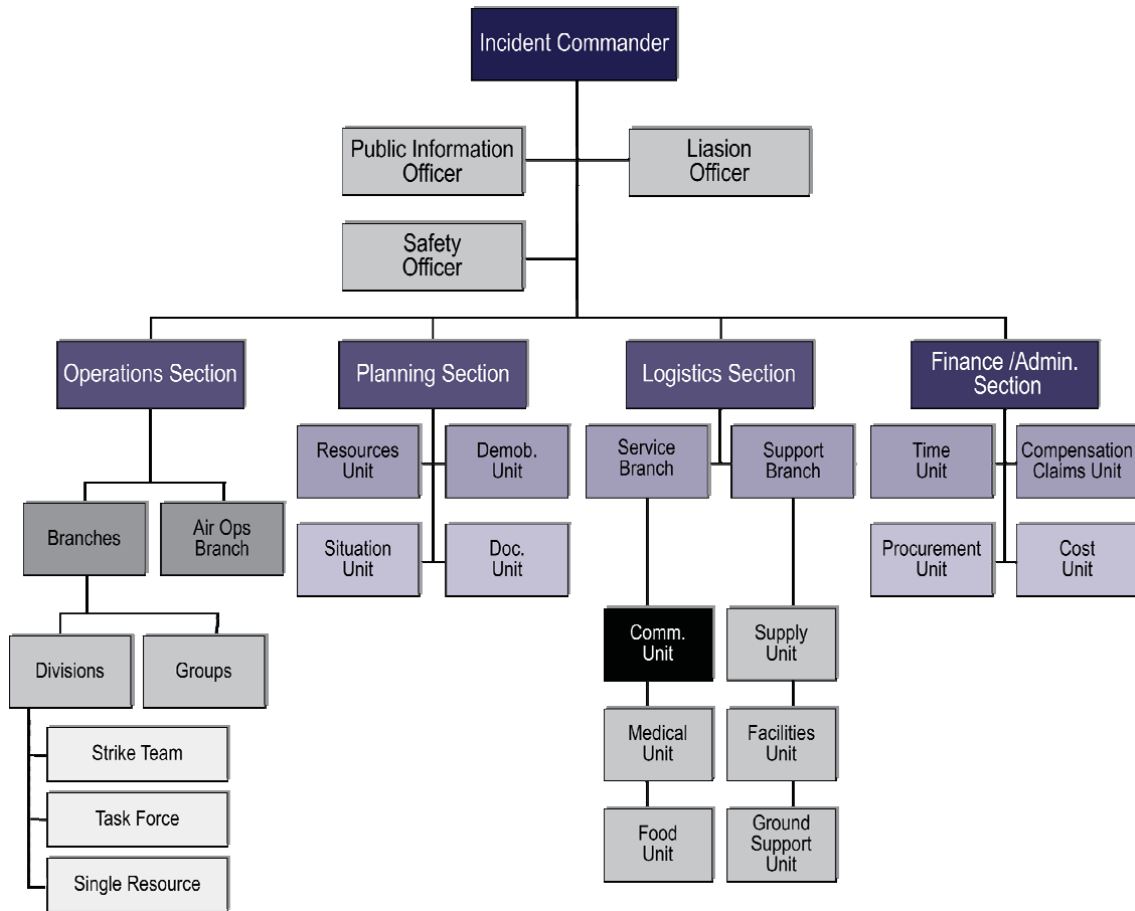 Incident Commander
Public Information
Officer
Liasion
Officer
Safety
Officer
Operations Section
Planning Section
Logistics Section
Finance /Admin.
Section
Resources
Unit
Demob.
Unit
Service
Branch
Support
Branch
Time
Unit
Compensation
Claims Unit
Branches
Air Ops
Branch
Situation
Unit
Doc.
Unit
Procurement
Unit
Cost
Unit
Divisions
Groups
Comm.
Unit
Supply
Unit
Strike Team
Medical
Unit
Facilities
Unit
Task Force
Food
Unit
Ground
Support
Unit
Single Resource